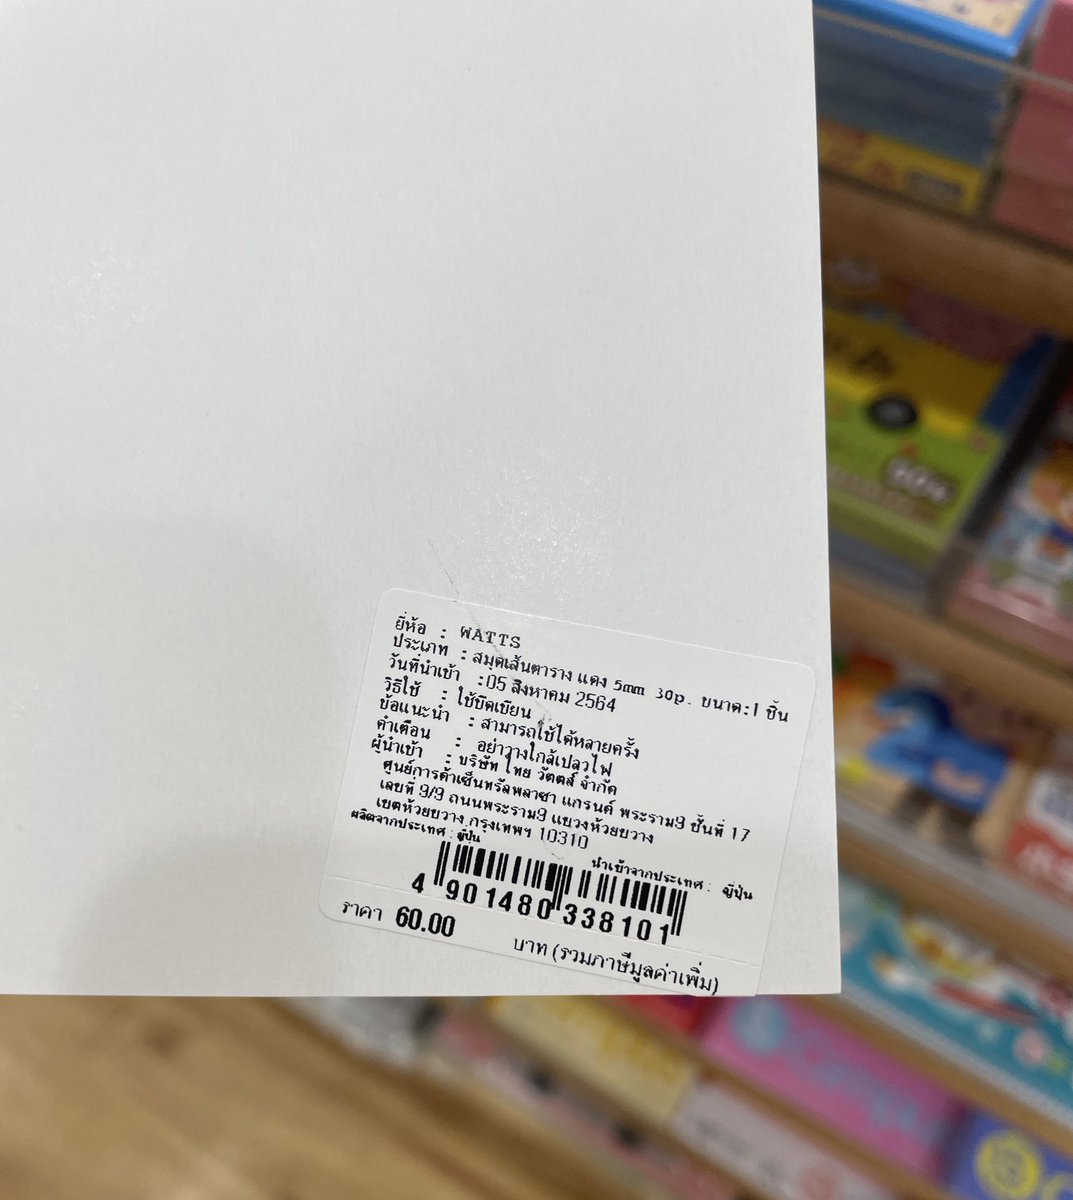 ยี่ห้อ : WATTS
ประเภท : สมุดเส้นตาราง แดง 5mm 30p. ขนาด:1 ชิ้น
วันที่นำเข้า :05 สิงหาคม 2564
วิธีใช้ : ใช้ขีดเขียน
ข้อแนะนำ : สามารถใช้ได้หลายครั้ง
คำเตือน : อย่าวางใกล้เปลวไฟ
ผู้นำเข้า : บริษัท ไทย วัตตส์ จำกัด
ศูนย์การค้าเซ็นทรัลพลาซา แกรนด์ พระราม9 ชั้นที่ 17
เลขที่ 9/9 ถนนพระราม9 แขวงห้วยขวาง
เขตห้วยขวาง กรุงเทพฯ 10310
ผลิตจากประเทศ : ญี่ปุ่น นำเข้าจากประเทศ : ญี่ปุ่น
4 901480 338101
ราคา 60.00 บาท (รวมภาษีมูลค่าเพิ่ม)